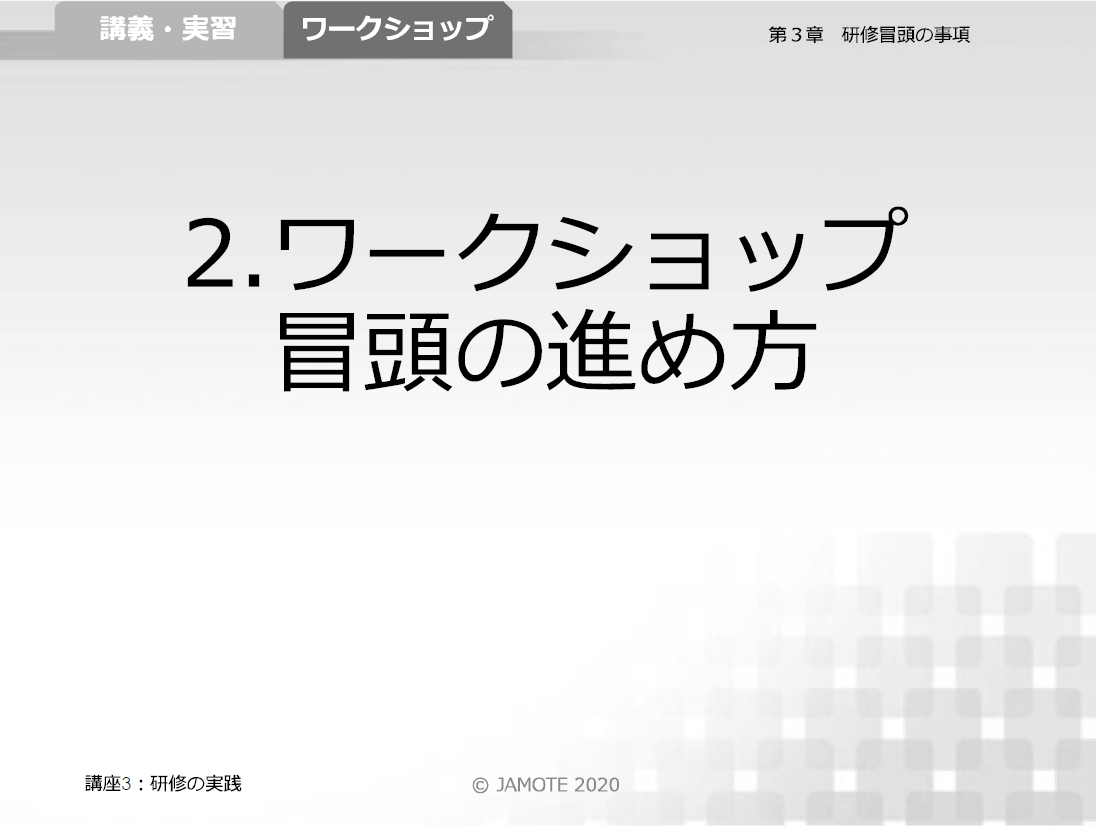 講義・実習
ワークショップ
第３章　研修冒頭の事項
2.ワークショップ
冒頭の進め方
講座3：研修の実践
© JAMOTE 2020